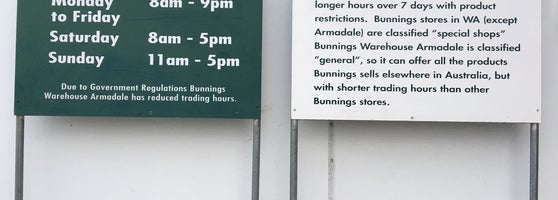 Monday 8am - 9pm
to Friday
Saturday 8am - 5pm
Sunday 11am - 5pm
Due to Government Regulations Bunnings
Warehouse Armadale has reduced trading hours.
longer hours over 7 days with product
restrictions. Bunnings stores in WA (except
Armadale) are classified "special shops"
Bunnings Warehouse Armadale is classified
"general", so it can offer all the products
Bunnings sells elsewhere in Australia, but
with shorter trading hours than other
Bunnings stores.